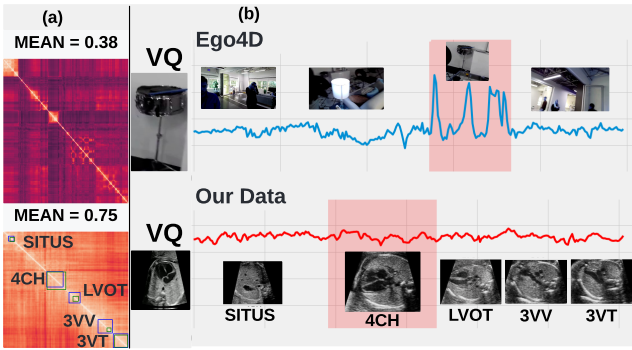 (a)
(b)
MEAN = 0.38
VQ
Ego4D
MEAN = 0.75
VQ
Our Data
SITUS
4CH
LVOT
3VV
3VT
SITUS
4CH
LVOT
3VV
3VT